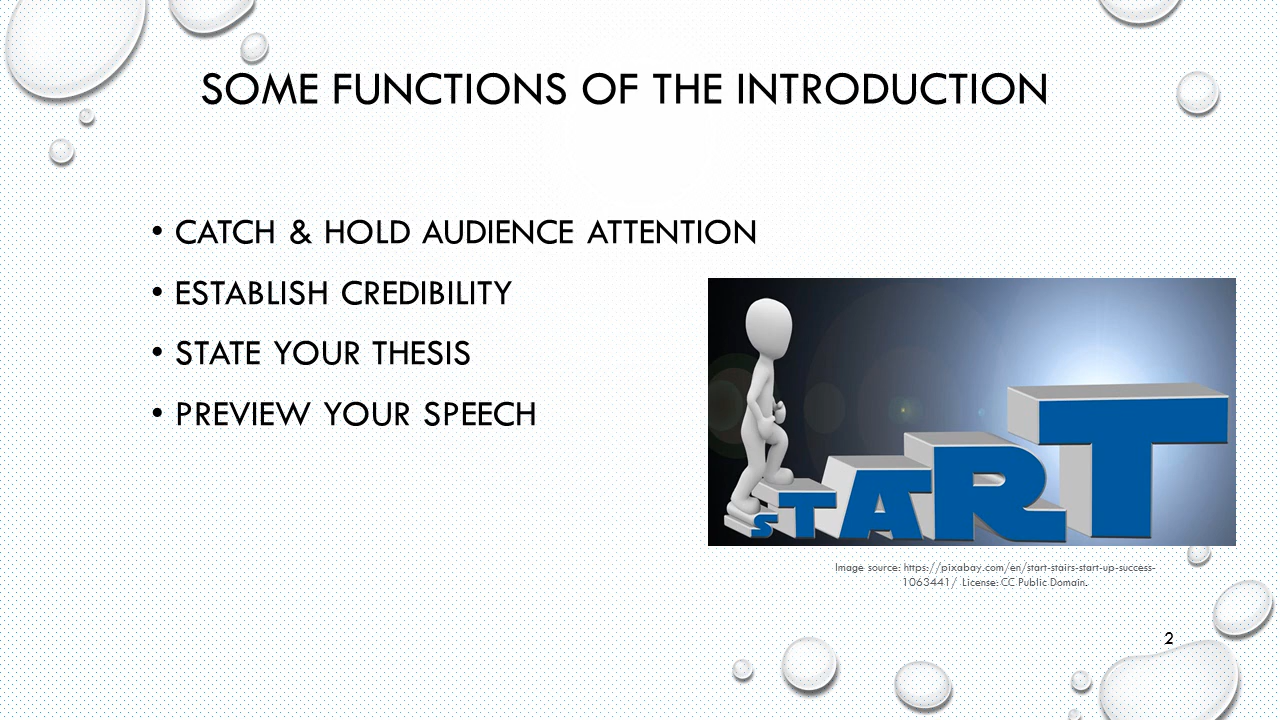 SOME FUNCTIONS OF THE INTRODUCTION
• CATCH & HOLD AUDIENCE ATTENTION
• ESTABLISH CREDIBILITY
• STATE YOUR THESIS
• PREVIEW YOUR SPEECH
START
Image source: https://pixabay.com/en/start-stairs-start-up-success-
1063441/ License: CC Public Domain.
2